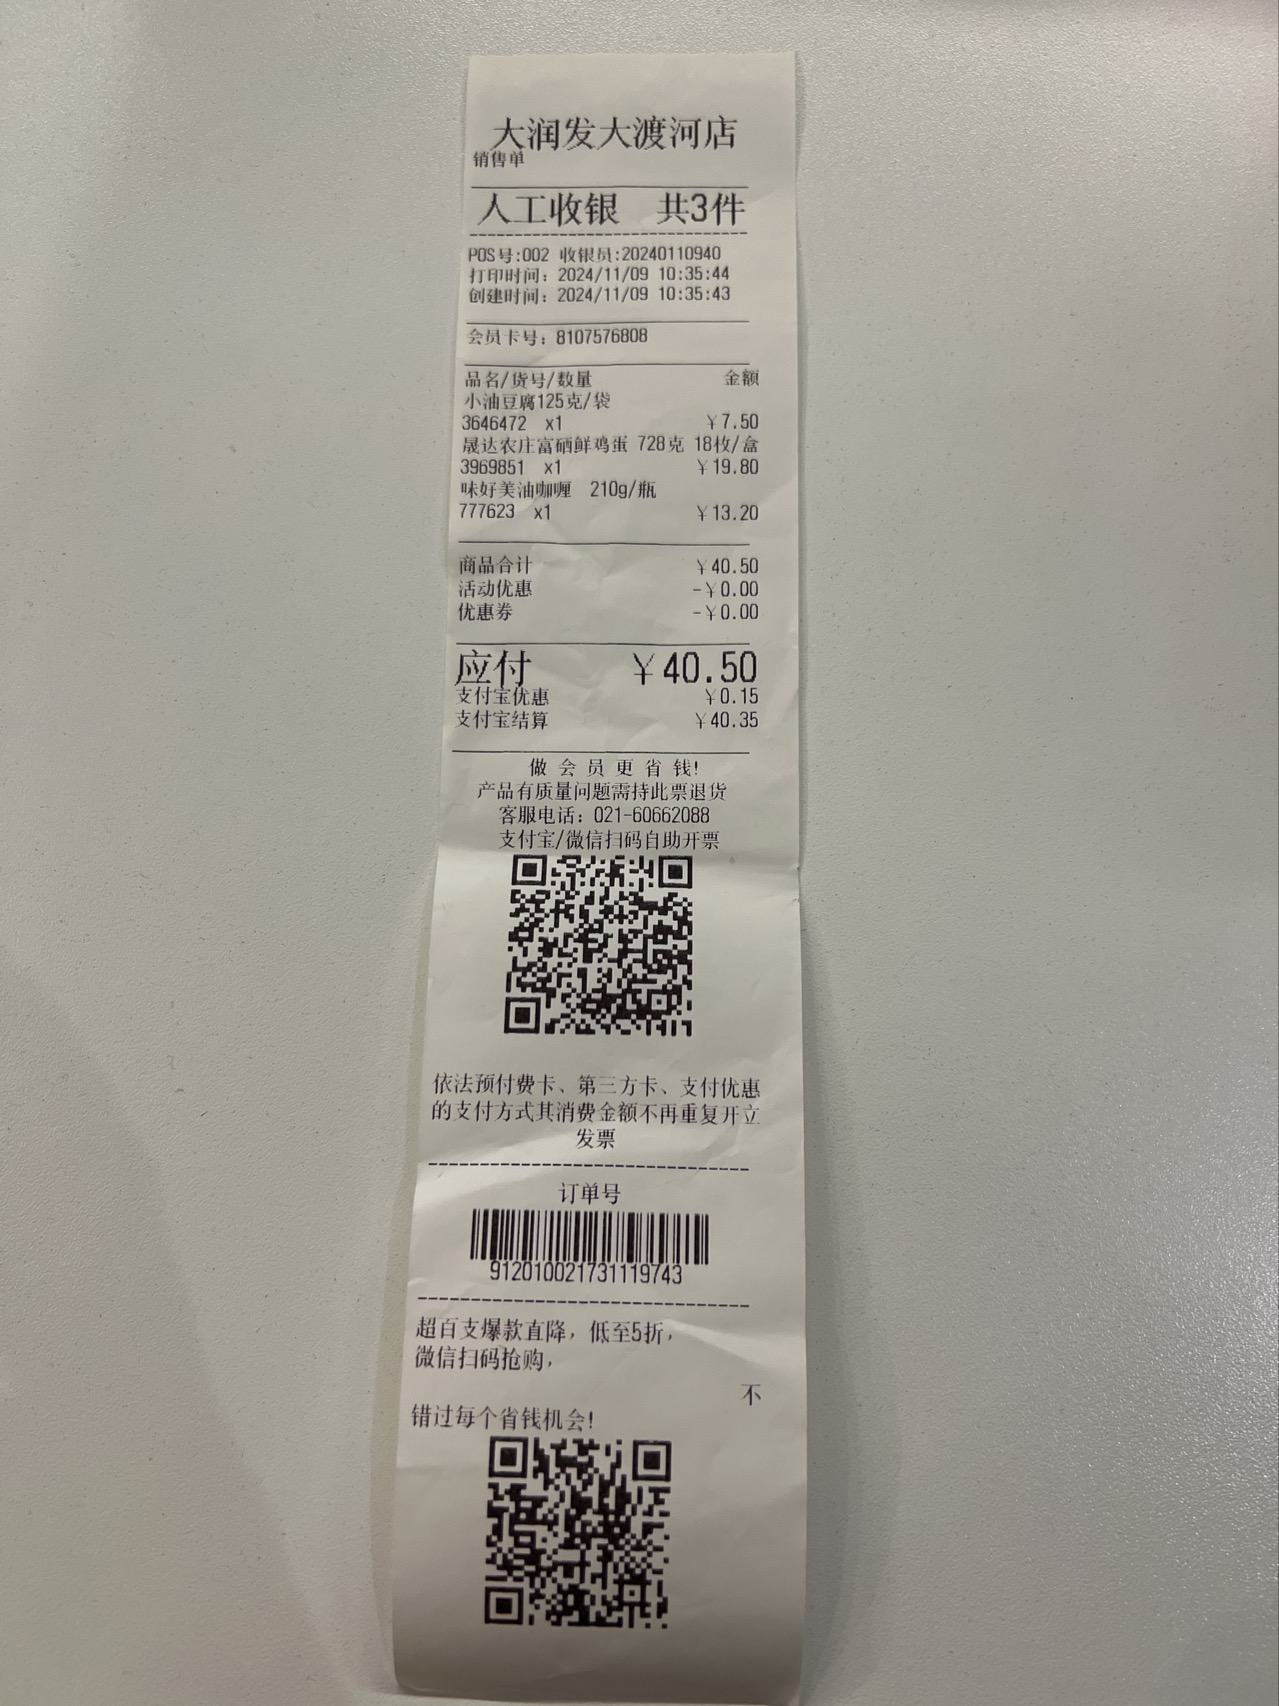 大润发大渡河店
销售单
人工收银 共3件
POS号:002 收银员:20240110940
打印时间: 2024/11/09 10:35:44
创建时间: 2024/11/09 10:35:43
会员卡号: 8107576808
品名/货号/数量 金额
小油豆腐125克/袋
3646472 x1 ￥7.50
晟达农庄富硒鲜鸡蛋 728克 18枚/盒
3969851 x1 ￥19.80
味好美油咖喱 210g/瓶
777623 x1 ￥13.20
商品合计 ￥40.50
活动优惠 -￥0.00
优惠券 -￥0.00
应付 ￥40.50
支付宝优惠 ￥0.15
支付宝结算 ￥40.35
做 会 员 更 省 钱!
产品有质量问题需持此票退货
客服电话: 021-60662088
支付宝/微信扫码自助开票
依法预付费卡、第三方卡、支付优惠
的支付方式其消费金额不再重复开立
发票
订单号
912010021731119743
超百支爆款直降, 低至5折,
微信扫码抢购,
不
错过每个省钱机会!